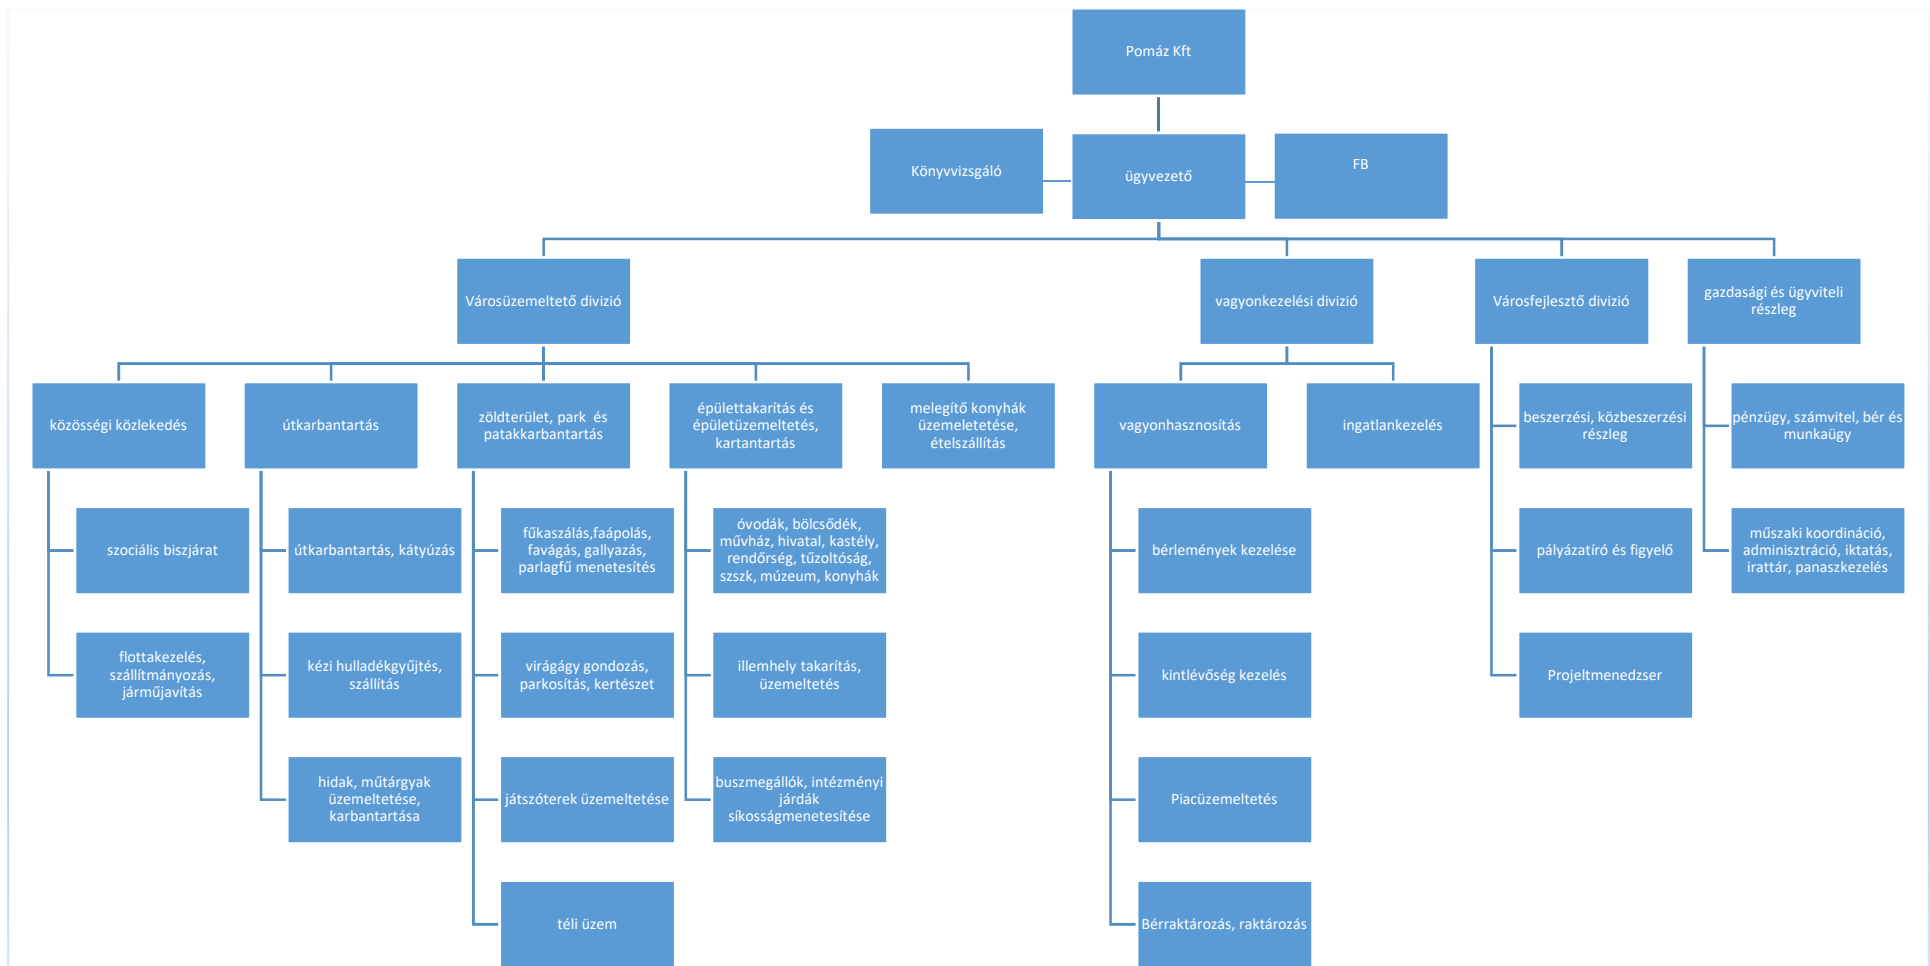 Pomáz Kft
Könyvvizsgáló
ügyvezető
FB
Városüzemeltető divizió
vagyonkezelési divízió
Városfejlesztő divízió
gazdasági és ügyviteli
részleg
közösségi közlekedés
útkarbantartás
zöldterület, park és
patakkarbantartás
épülettakarítás és
épületüzemeltetés,
kartantartás
melegítő konyhák
üzemeletetése,
ételszállítás
vagyonhasznosítás
ingatlankezelés
beszerzési, közbeszerzési
részleg
pénzügy, számvitel, bér és
munkaügy
szociális biszjárat
útkarbantartás, kátyúzás
fűkaszálás,faápolás,
favágás, gallyazás,
parlagfű menetesítés
óvodák, bölcsődék,
művház, hivatal, kastély,
rendőrség, tűzoltóság,
szszk, múzeum, konyhák
bérlemények kezelése
pályázatíró és figyelő
műszaki koordináció,
adminisztráció, iktatás,
irattár, panaszkezelés
flottakezelés,
szállítmányozás,
járműjavítás
kézi hulladékgyűjtés,
szállítás
virágágy gondozás,
parkosítás, kertészet
illemhely takarítás,
üzemeltetés
kintlévőség kezelés
Projeltmenedzser
hidak, műtárgyak
üzemeltetése,
karbantartása
játszóterek üzemeltetése
buszmegállók, intézményi
járdák
síkosságmenetesítése
Piacüzemeltetés
téli üzem
Bérraktározás, raktározás